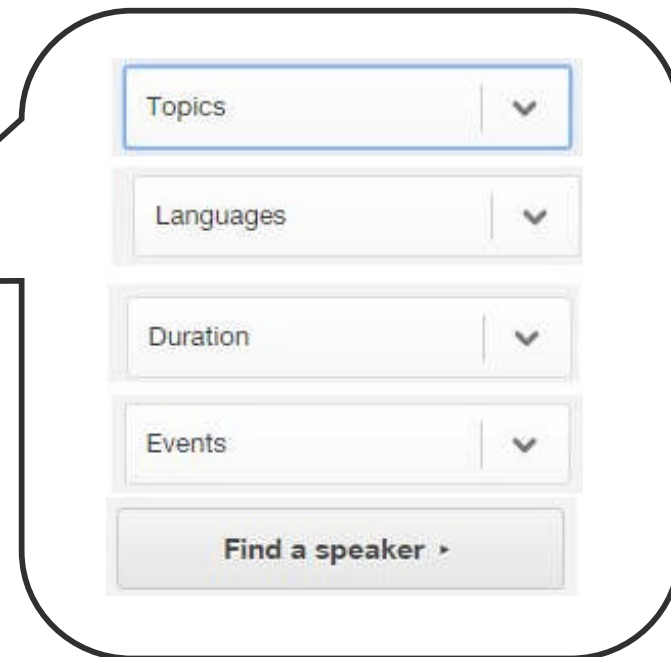 Topics
Languages
Duration
Events
Find a speaker ▸